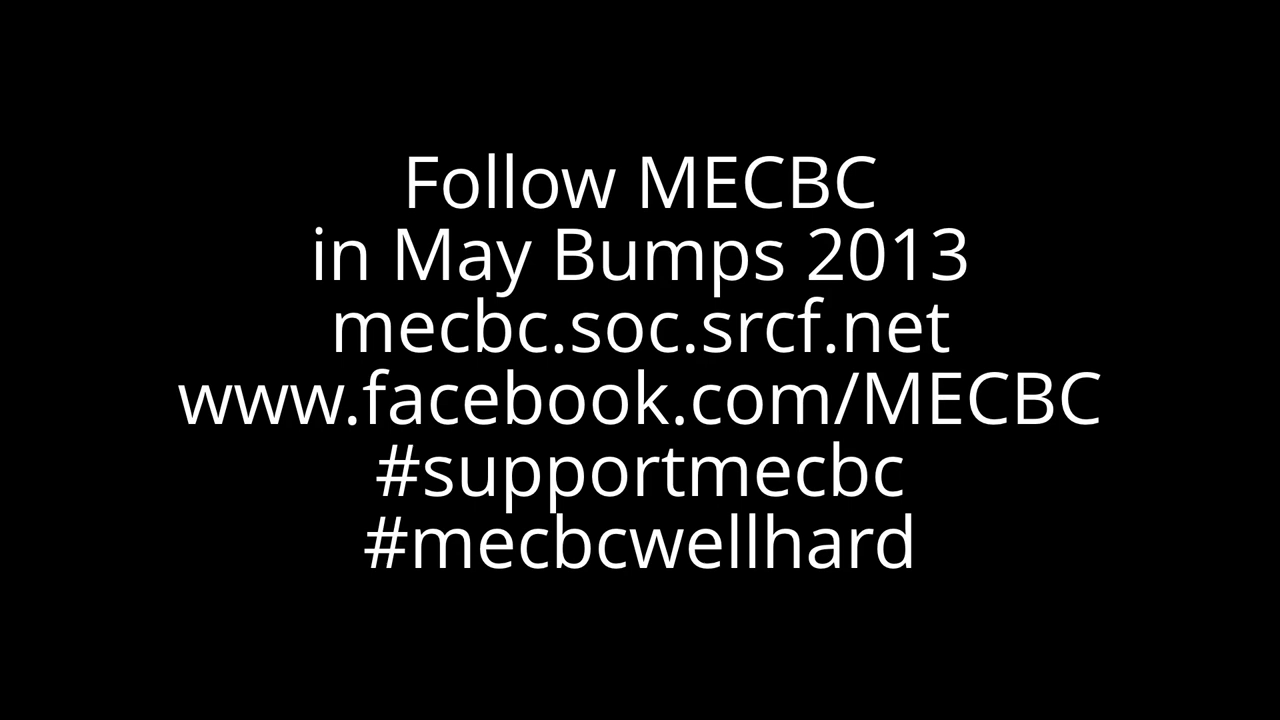 Follow MECBC
in May Bumps 2013
mecbc.soc.srcf.net
www.facebook.com/MECBC
#supportmecbc
#mecbcwellhard